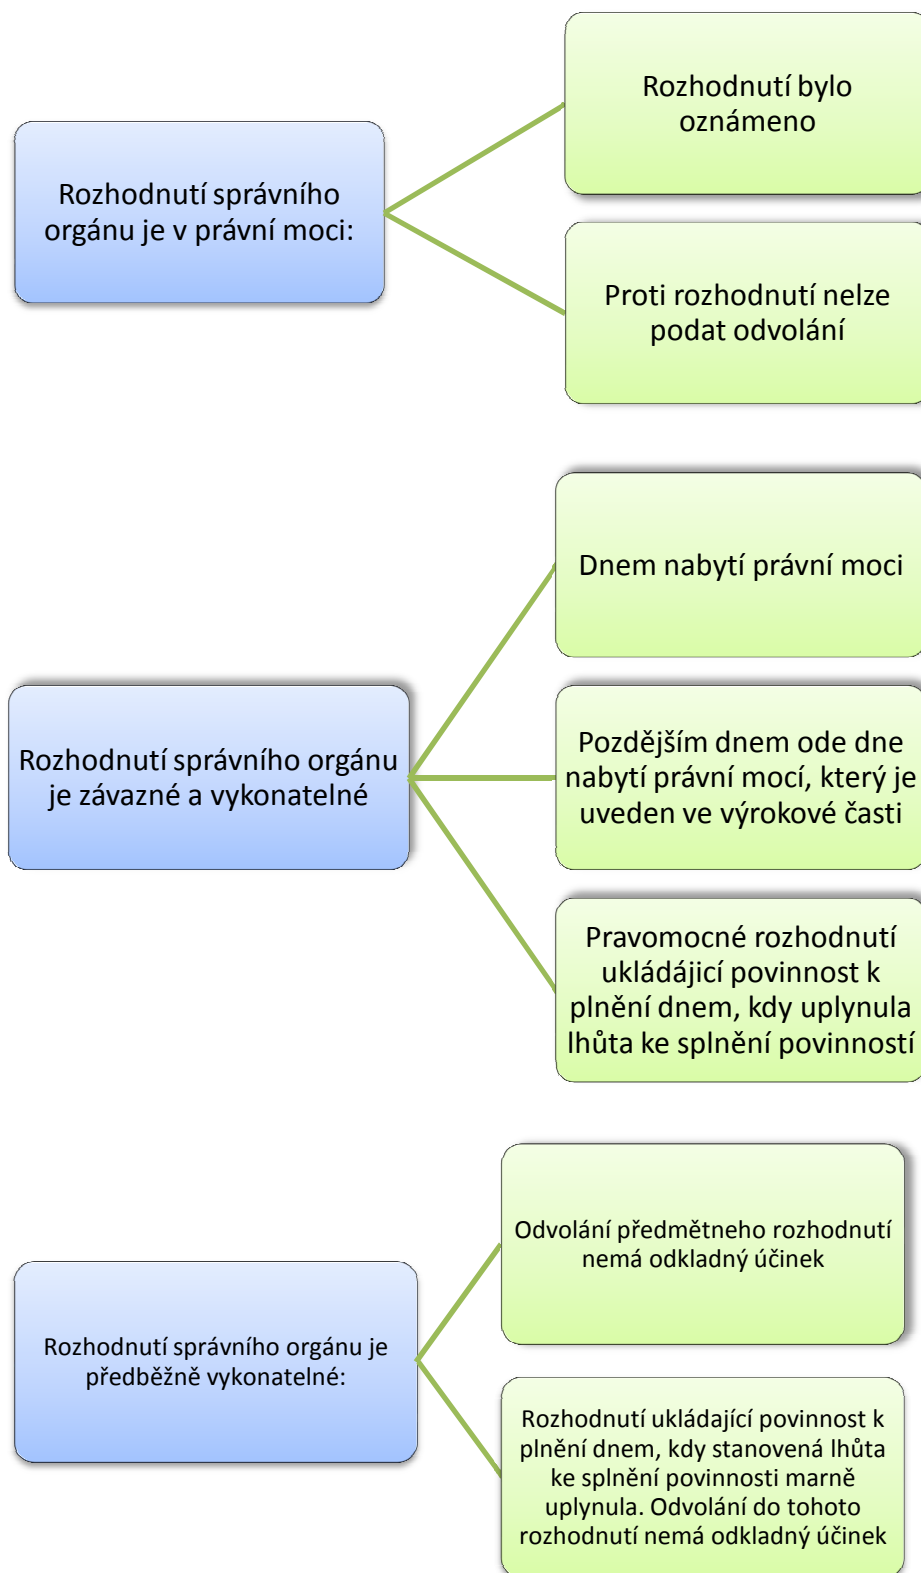 Rozhodnutí správního
orgánu je v právní moci:
Rozhodnutí bylo
oznámeno
Proti rozhodnutí nelze
podat odvolání
Rozhodnutí správního orgánu
je závazné a vykonatelné
Dnem nabytí právní moci
Pozdějším dnem ode dne
nabytí právní mocí, který je
uveden ve výrokové části
Pravomocné rozhodnutí
ukládájicí povinnost k
plnění dnem, kdy uplynula
lhůta ke splnění povinností
Rozhodnutí správního orgánu je
předběžně vykonatelné:
Odvolání předmětneho rozhodnutí
nemá odkladný účinek
Rozhodnutí ukládající povinnost k
plnění dnem, kdy stanovená lhůta
ke splnění povinnosti marně
uplynula. Odvolání do tohoto
rozhodnutí nemá odkladný účinek